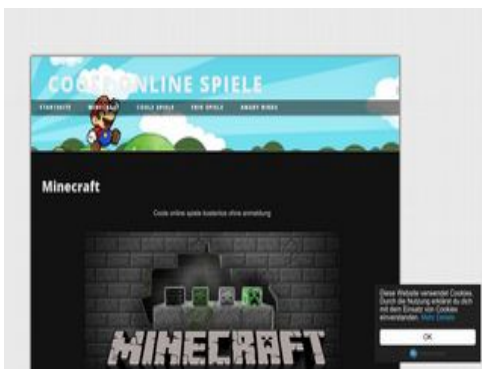 COOLE ONLINE SPIELE
STARTSEITE MINECRAFT COOLE SPIELE FRIV SPIELE ANGRY BIRDS
Minecraft
Coole online spiele kostenlos ohne anmeldung
MINECRAFT
Diese Website verwendet Cookies.
Durch die Nutzung erklärst du dich
mit dem Einsatz von Cookies
einverstanden. Mehr Details
OK